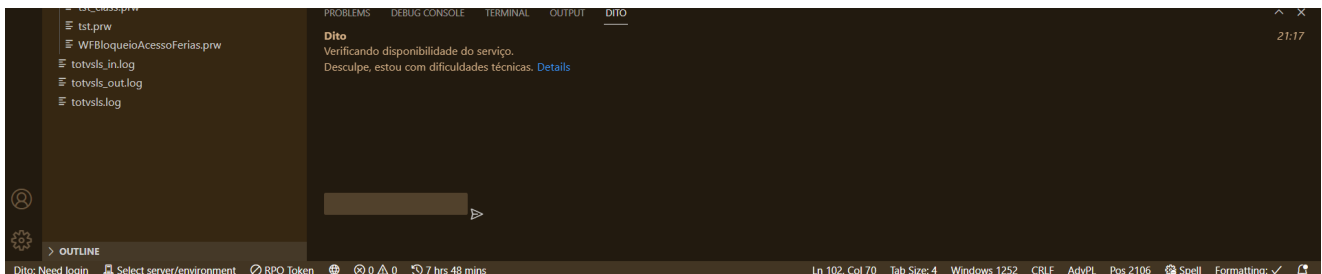 tst_class.prw
tst.prw
WFBloqueioAcessoFerias.prw
totvsls_in.log
totvsls_out.log
totvsls.log
OUTLINE
PROBLEMS DEBUG CONSOLE TERMINAL OUTPUT DITO
Dito 21:17
Verificando disponibilidade do serviço.
Desculpe, estou com dificuldades técnicas. Details
Dito: Need login Select server/environment RPO Token 0 0 7 hrs 48 mins Ln 102, Col 70 Tab Size: 4 Windows 1252 CRLF AdvPL Pos 2106 Spell Formatting: ✓